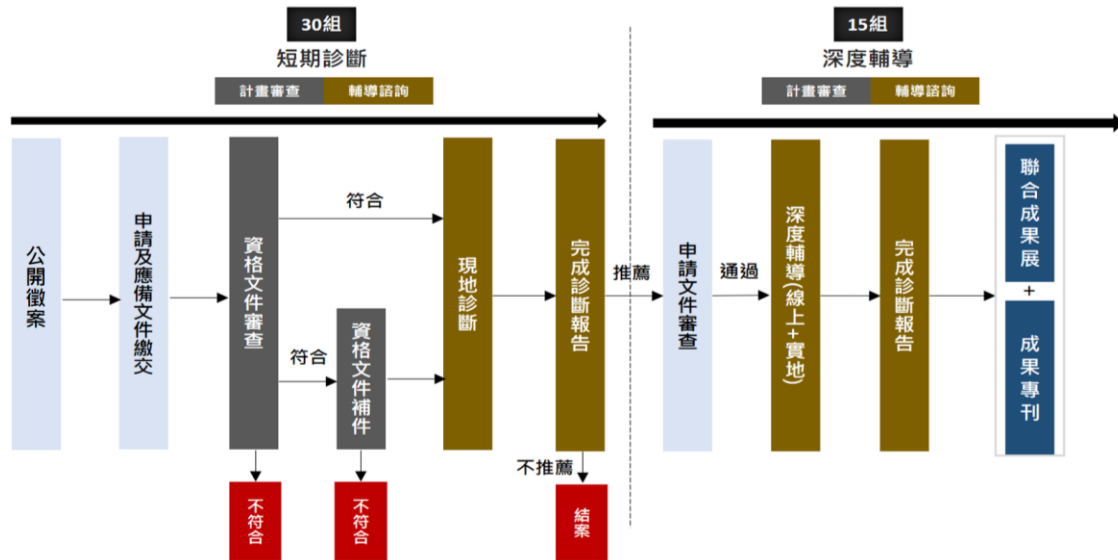 30組
短期診斷
計畫審查
輔導諮詢
公開徵案
申請及應備文件繳交
資格文件審查
符合
符合
資格文件補件
不符合
不符合
現地診斷
完成診斷報告
不推薦
結案
推薦
15組
深度輔導
計畫審查
輔導諮詢
申請文件審查
通過
深度輔導(線上+實地)
完成診斷報告
聯合成果展
+
成果專刊